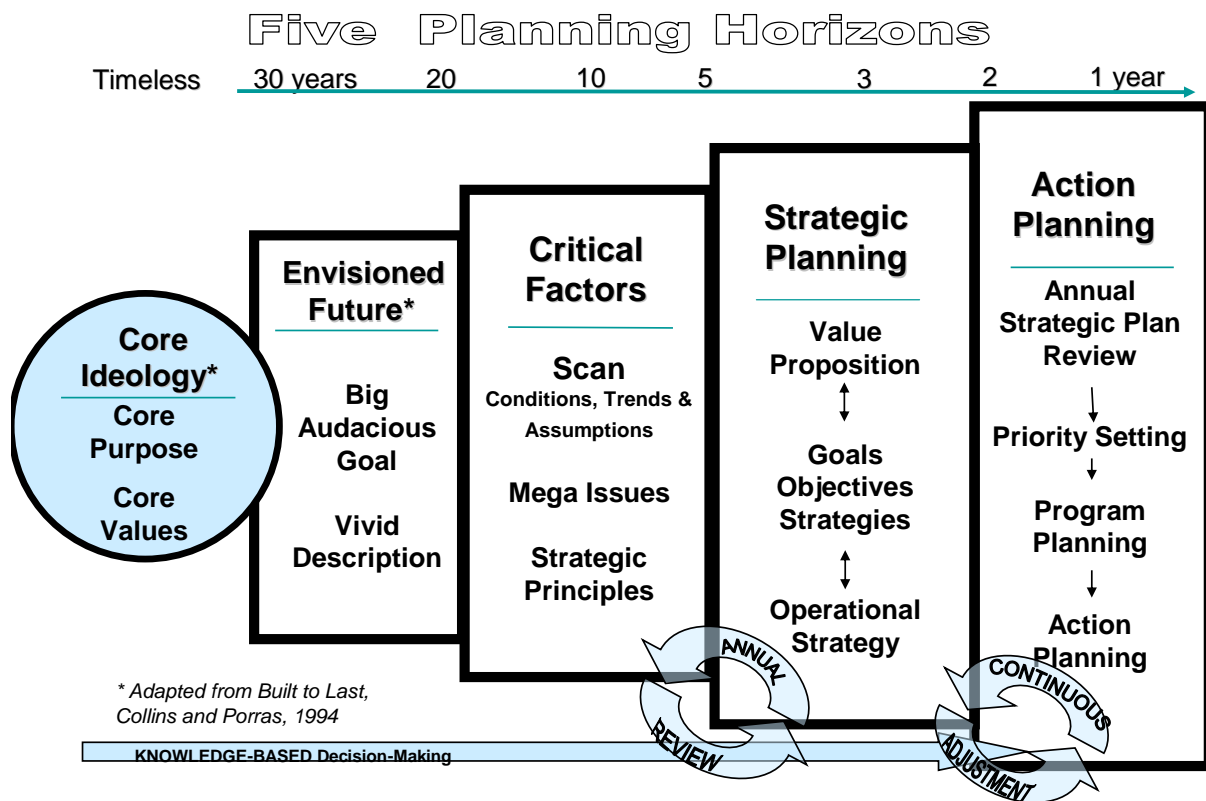 Five Planning Horizons
Timeless 30 years 20 10 5 3 2 1 year
Core
Ideology*
Core
Purpose
Core
Values
Envisioned
Future*
Big
Audacious
Goal
Vivid
Description
Critical
Factors
Scan
Conditions, Trends &
Assumptions
Mega Issues
Strategic
Principles
Strategic
Planning
Value
Proposition
Goals
Objectives
Strategies
Operational
Strategy
Action
Planning
Annual
Strategic Plan
Review
Priority Setting
Program
Planning
Action
Planning
ANNUAL
REVIEW
CONTINUOUS
ADJUSTMENT
* Adapted from Built to Last,
Collins and Porras, 1994
KNOWLEDGE-BASED Decision-Making